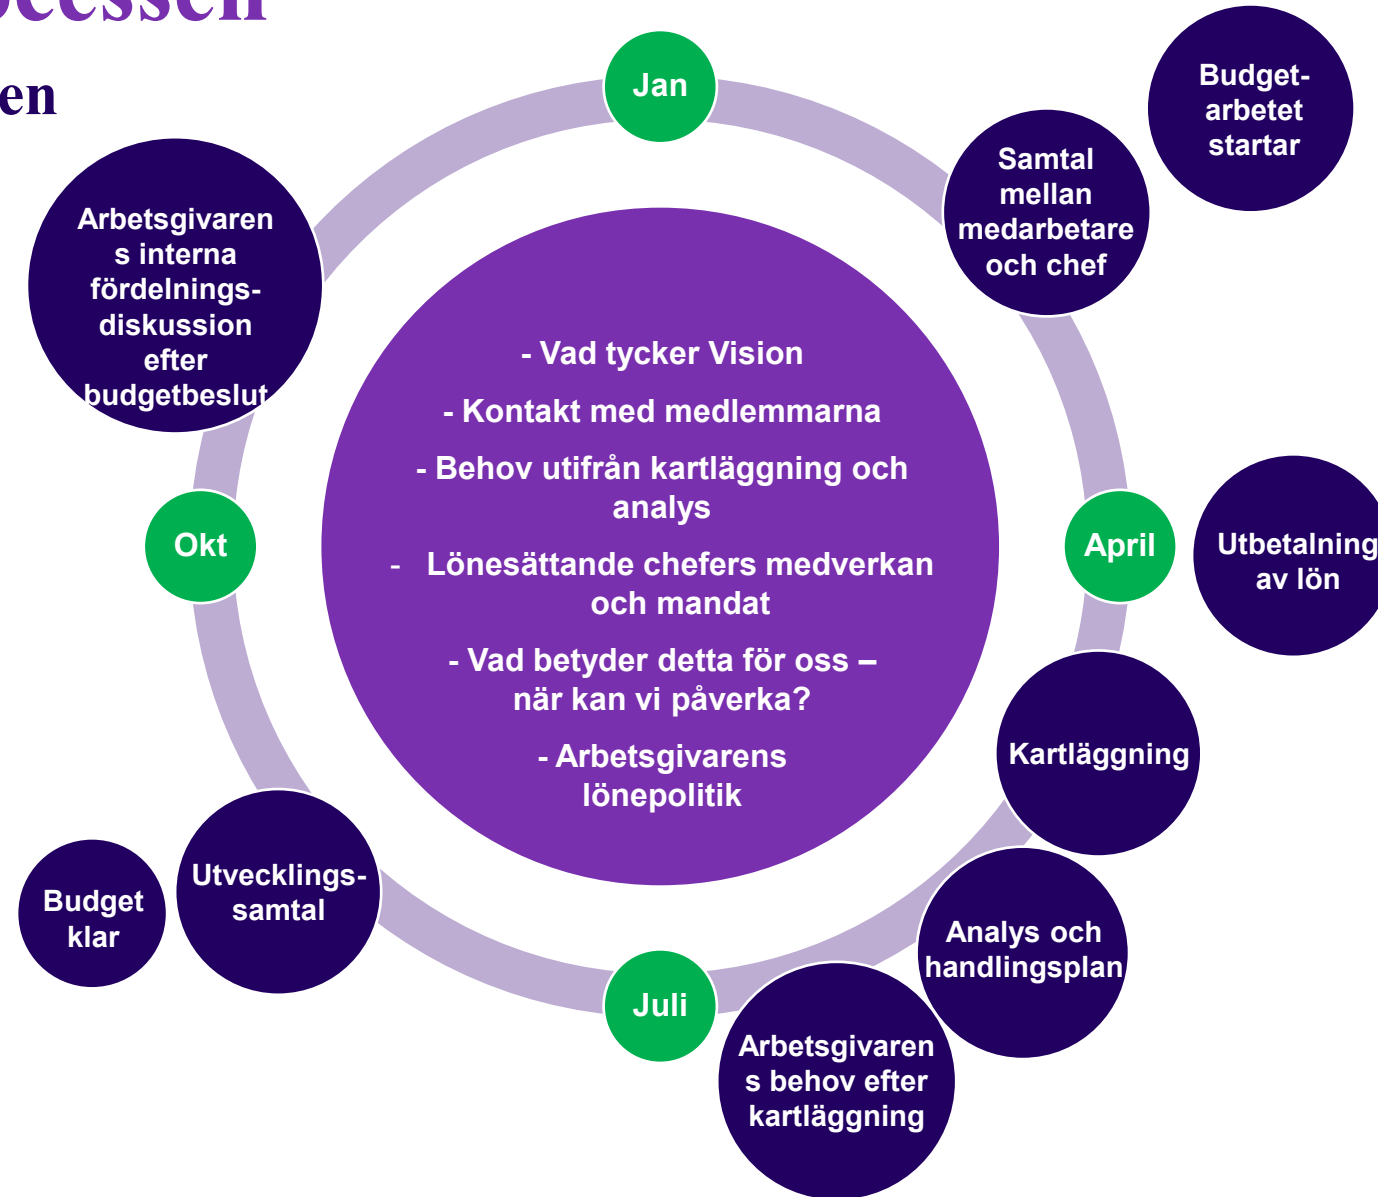 en
Jan
Budget-
arbetet
startar
Samtal
mellan
medarbetare
och chef
Arbetsgivaren
s interna
fördelnings-
diskussion
efter
budgetbeslut
- Vad tycker Vision
- Kontakt med medlemmarna
- Behov utifrån kartläggning och
analys
- Lönesättande chefers medverkan
och mandat
- Vad betyder detta för oss –
när kan vi påverka?
- Arbetsgivarens
lönepolitik
Okt
April
Utbetalning
av lön
Kartläggning
Utvecklings-
samtal
Budget
klar
Analys och
handlingsplan
Juli
Arbetsgivaren
s behov efter
kartläggning